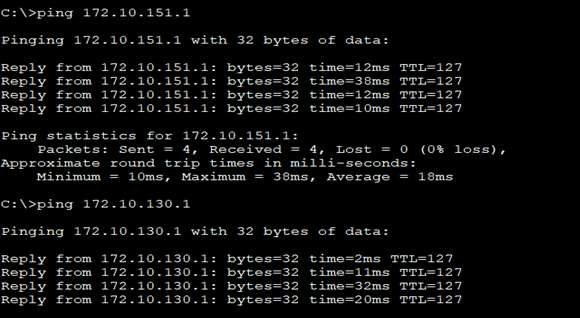 C:\>ping 172.10.151.1
Pinging 172.10.151.1 with 32 bytes of data:
Reply from 172.10.151.1: bytes=32 time=12ms TTL=127
Reply from 172.10.151.1: bytes=32 time=38ms TTL=127
Reply from 172.10.151.1: bytes=32 time=12ms TTL=127
Reply from 172.10.151.1: bytes=32 time=10ms TTL=127
Ping statistics for 172.10.151.1:
Packets: Sent = 4, Received = 4, Lost = 0 (0% loss),
Approximate round trip times in milli-seconds:
Minimum = 10ms, Maximum = 38ms, Average = 18ms
C:\>ping 172.10.130.1
Pinging 172.10.130.1 with 32 bytes of data:
Reply from 172.10.130.1: bytes=32 time=2ms TTL=127
Reply from 172.10.130.1: bytes=32 time=11ms TTL=127
Reply from 172.10.130.1: bytes=32 time=32ms TTL=127
Reply from 172.10.130.1: bytes=32 time=20ms TTL=127